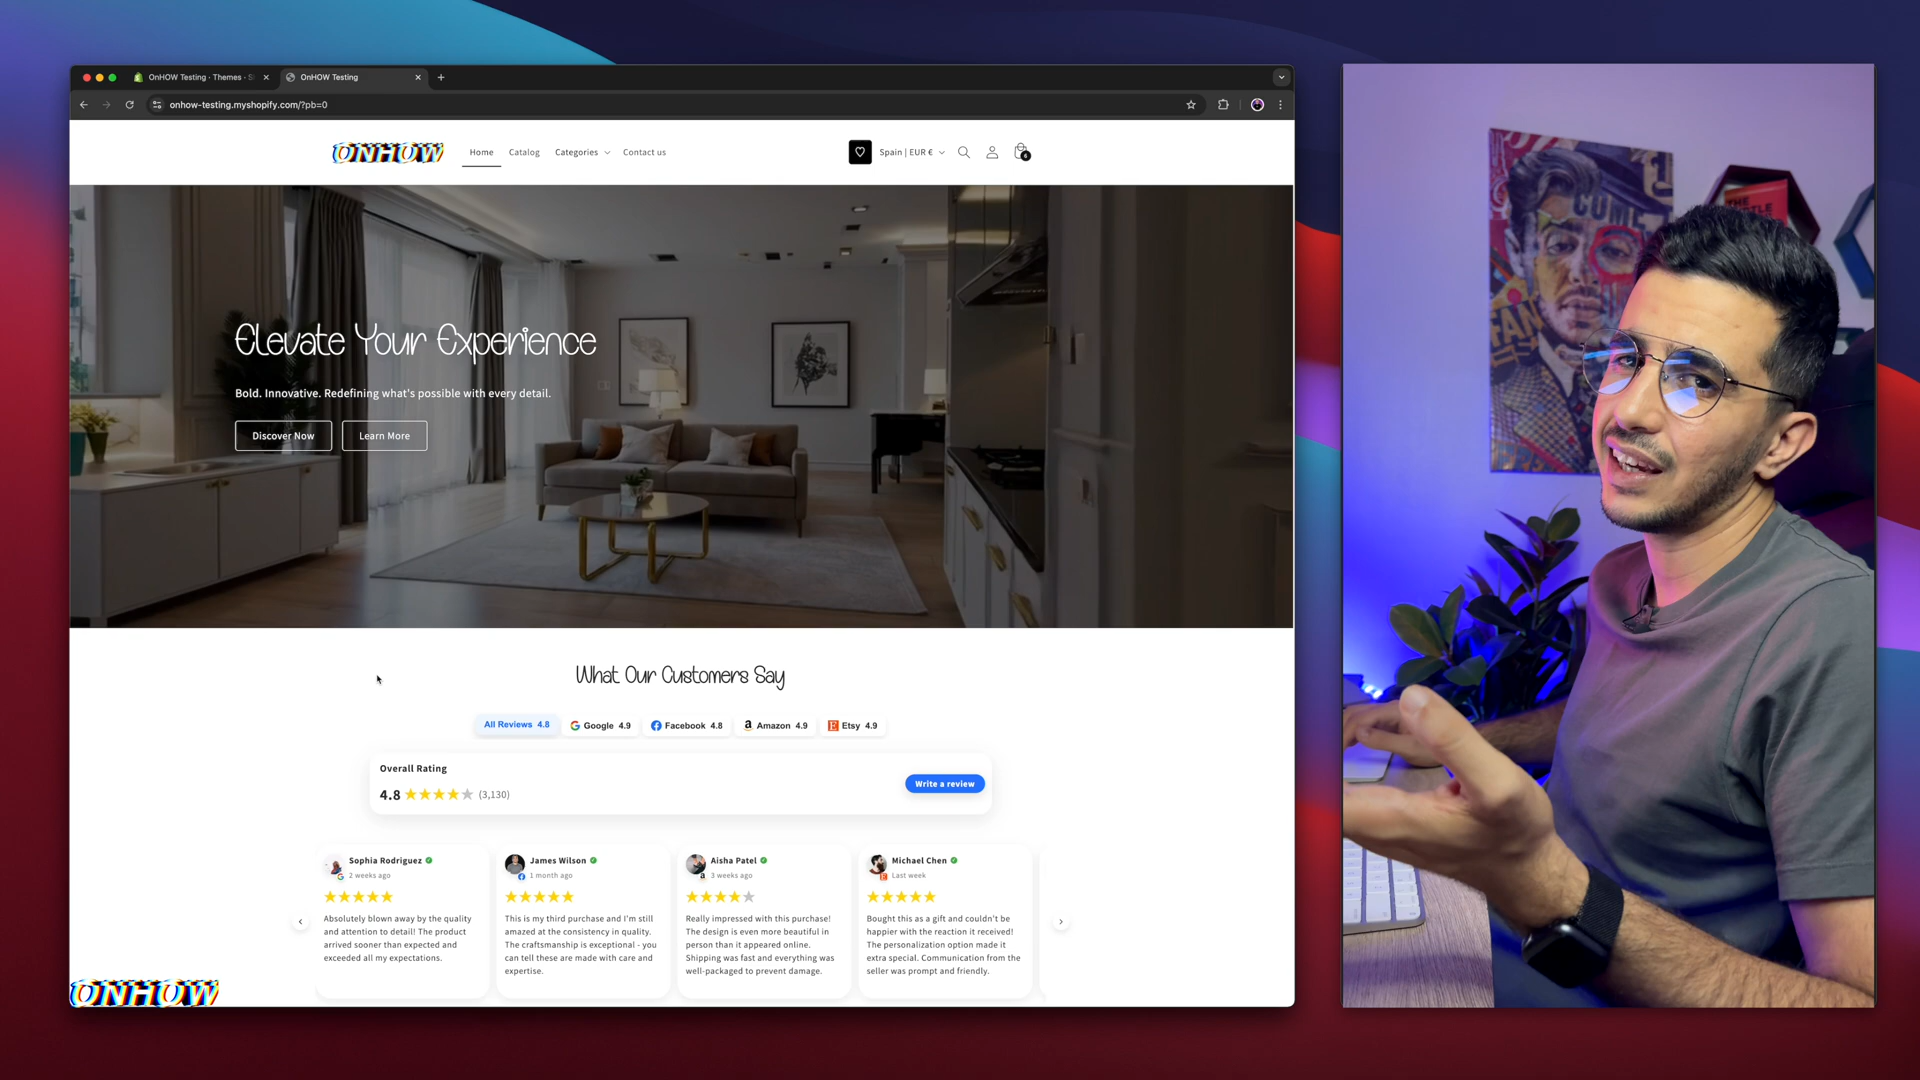 OnHOW Testing · Themes · S
OnHOW Testing
onhow-testing.myshopify.com/?pb=0
ONHOW
Home
Catalog
Categories
Contact us
Spain | EUR €
6
Elevate Your Experience
Bold. Innovative. Redefining what's possible with every detail.
Discover Now
Learn More
What Our Customers Say
All Reviews 4.8
Google 4.9
Facebook 4.8
Amazon 4.9
Etsy 4.9
Overall Rating
4.8 ★★★★★ (3,130)
Write a review
Sophia Rodriguez
2 weeks ago
Absolutely blown away by the quality
and attention to detail! The product
arrived sooner than expected and
exceeded all my expectations.
James Wilson
1 month ago
This is my third purchase and I'm still
amazed at the consistency in quality.
The craftsmanship is exceptional - you
can tell these are made with care and
expertise.
Aisha Patel
3 weeks ago
Really impressed with this purchase!
The design is even more beautiful in
person than it appeared online.
Shipping was fast and everything was
well-packaged to prevent damage.
Michael Chen
Last week
Bought this as a gift and couldn't be
happier with the reaction it received!
The personalization option made it
extra special. Communication from the
seller was prompt and friendly.
ONHOW
COME
FAN
THE